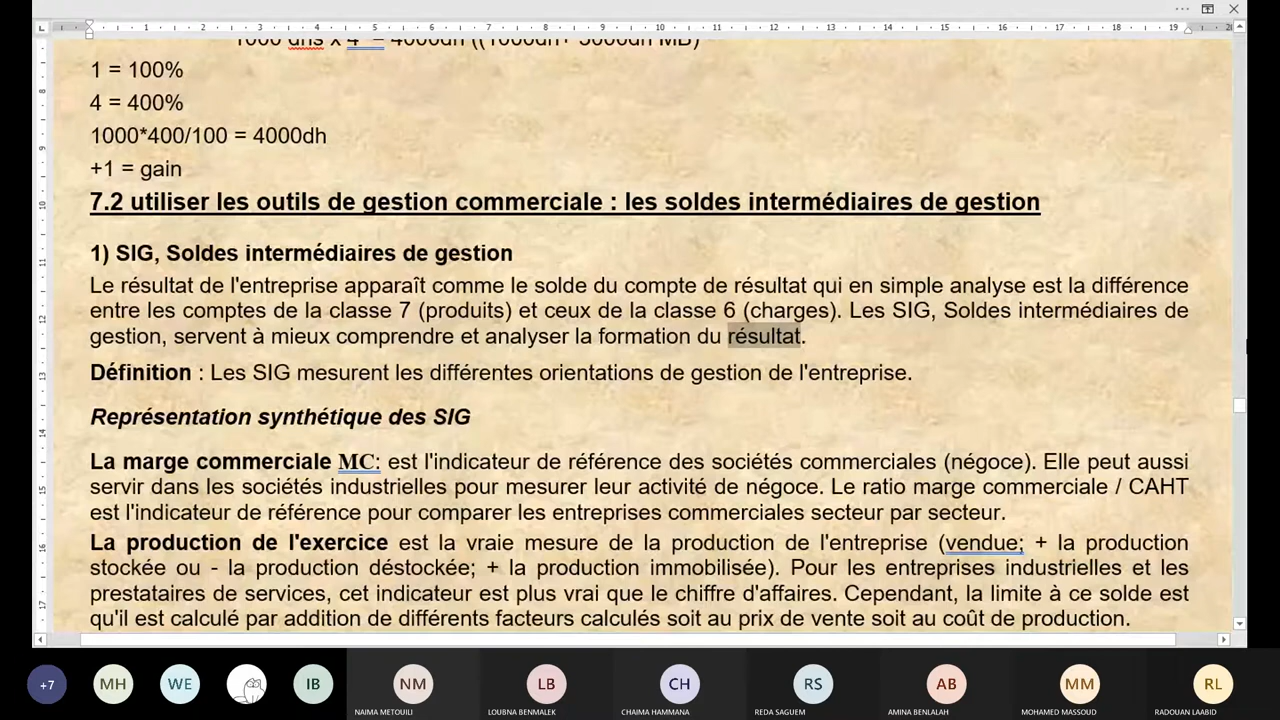 1000 dhs x 4 = 4000dh ((1000dh+ 3000dh MB)
1 = 100%
4 = 400%
1000*400/100 = 4000dh
+1 = gain
7.2 utiliser les outils de gestion commerciale : les soldes intermédiaires de gestion
1) SIG, Soldes intermédiaires de gestion
Le résultat de l'entreprise apparaît comme le solde du compte de résultat qui en simple analyse est la différence
entre les comptes de la classe 7 (produits) et ceux de la classe 6 (charges). Les SIG, Soldes intermédiaires de
gestion, servent à mieux comprendre et analyser la formation du résultat.
Définition : Les SIG mesurent les différentes orientations de gestion de l'entreprise.
Représentation synthétique des SIG
La marge commerciale MC: est l'indicateur de référence des sociétés commerciales (négoce). Elle peut aussi
servir dans les sociétés industrielles pour mesurer leur activité de négoce. Le ratio marge commerciale / CAHT
est l'indicateur de référence pour comparer les entreprises commerciales secteur par secteur.
La production de l'exercice est la vraie mesure de la production de l'entreprise (vendue; + la production
stockée ou - la production déstockée; + la production immobilisée). Pour les entreprises industrielles et les
prestataires de services, cet indicateur est plus vrai que le chiffre d'affaires. Cependant, la limite à ce solde est
qu'il est calculé par addition de différents facteurs calculés soit au prix de vente soit au coût de production.
+7 MH WE IB NM LB CH RS AB MM RL
NAIMA METOUILI LOUBNA BENMALEK CHAIMA HAMMANA REDA SAGUEM AMINA BENLALAH MOHAMED MASSOUD RADOUAN LAABID